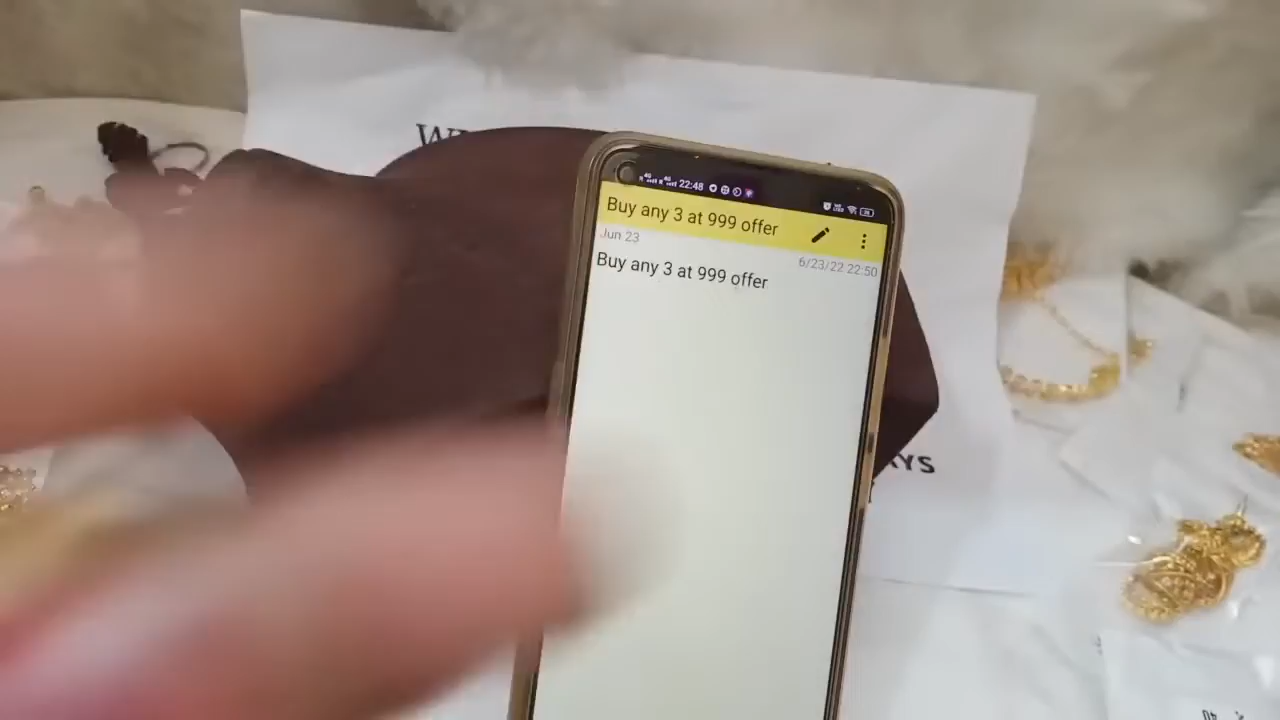 22:48
Buy any 3 at 999 offer
Jun 23
6/23/22 22:50
Buy any 3 at 999 offer